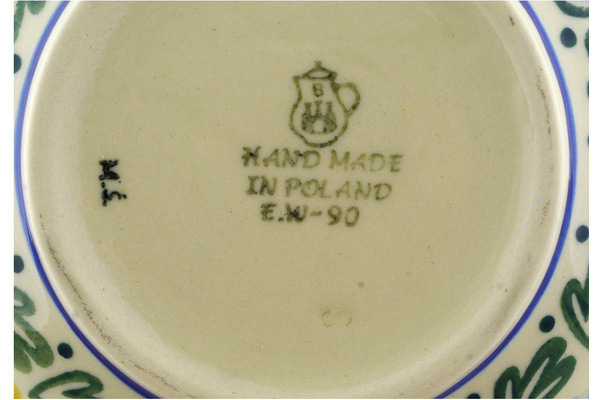 B
HAND MADE
IN POLAND
E.W-90
M.Ś.